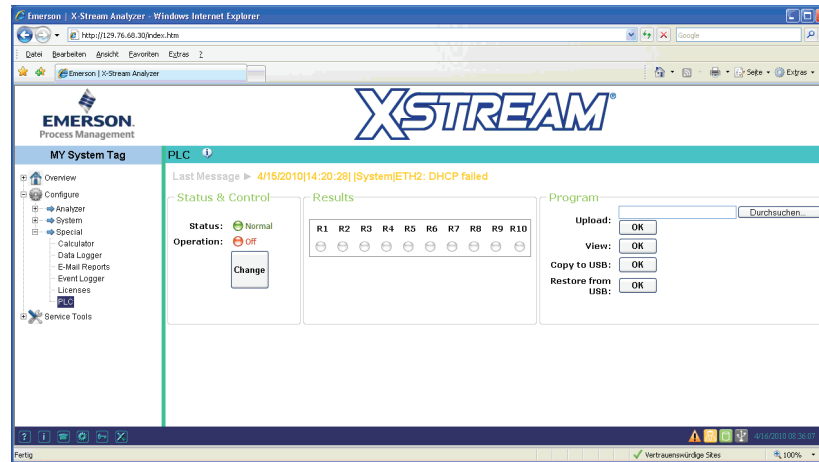 Emerson | X-Stream Analyzer - Windows Internet Explorer
http://129.76.60.30/index.htm
Google
Datei Bearbeiten Ansicht Favoriten Extras ?
Emerson | X-Stream Analyzer
Seite Extras
EMERSON.
Process Management
XSTREAM®
MY System Tag
PLC
Last Message ► 4/15/2010|14:20:28| |System|ETH2: DHCP failed
Overview
Configure
Analyzer
System
Special
Calculator
Data Logger
E-Mail Reports
Event Logger
Licenses
PLC
Service Tools
Status & Control
Status: Normal
Operation: Off
Change
Results
R1 R2 R3 R4 R5 R6 R7 R8 R9 R10
Program
Upload: Durchsuchen...
OK
View: OK
Copy to USB: OK
Restore from USB: OK
4/16/2010 08:36:07
Fertig
Vertrauenswürdige Sites
100%